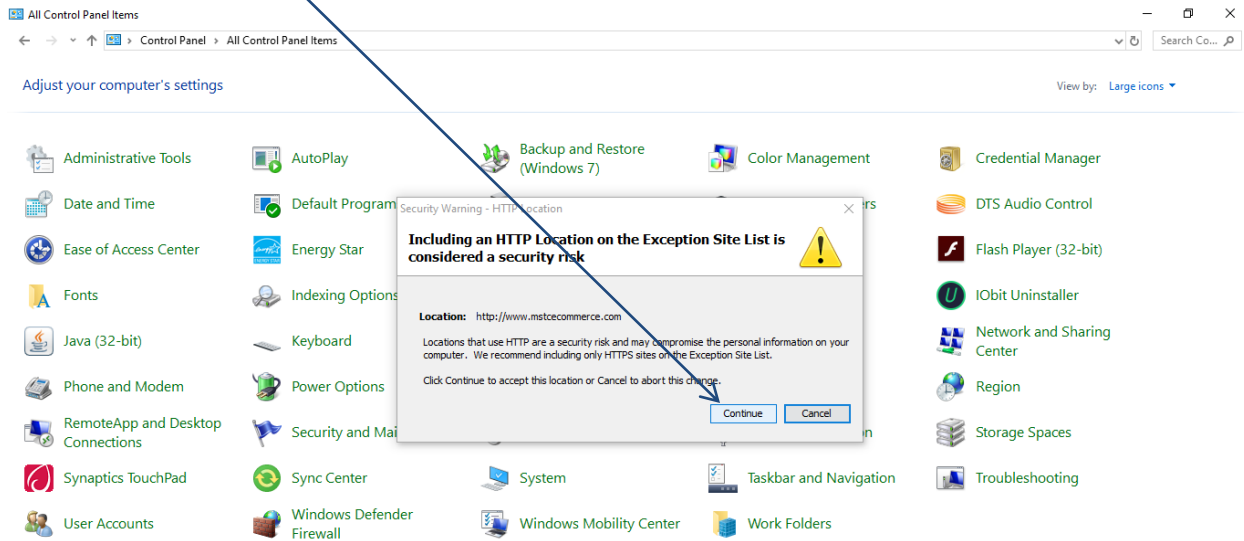 All Control Panel Items
Control Panel > All Control Panel Items
Search Co...
Adjust your computer's settings
View by: Large icons
Administrative Tools
AutoPlay
Backup and Restore
(Windows 7)
Color Management
Credential Manager
Date and Time
Default Program
ers
DTS Audio Control
Security Warning - HTTP Location
Including an HTTP Location on the Exception Site List is
considered a security risk
Ease of Access Center
Energy Star
Flash Player (32-bit)
Fonts
Indexing Options
IObit Uninstaller
Location: http://www.mstcecommerce.com
Java (32-bit)
Keyboard
Network and Sharing
Center
Locations that use HTTP are a security risk and may compromise the personal information on your
computer. We recommend including only HTTPS sites on the Exception Site List.
Click Continue to accept this location or Cancel to abort this change.
Phone and Modem
Power Options
Region
Continue
Cancel
RemoteApp and Desktop
Connections
Security and Mai
n
Storage Spaces
Synaptics TouchPad
Sync Center
System
Taskbar and Navigation
Troubleshooting
User Accounts
Windows Defender
Firewall
Windows Mobility Center
Work Folders